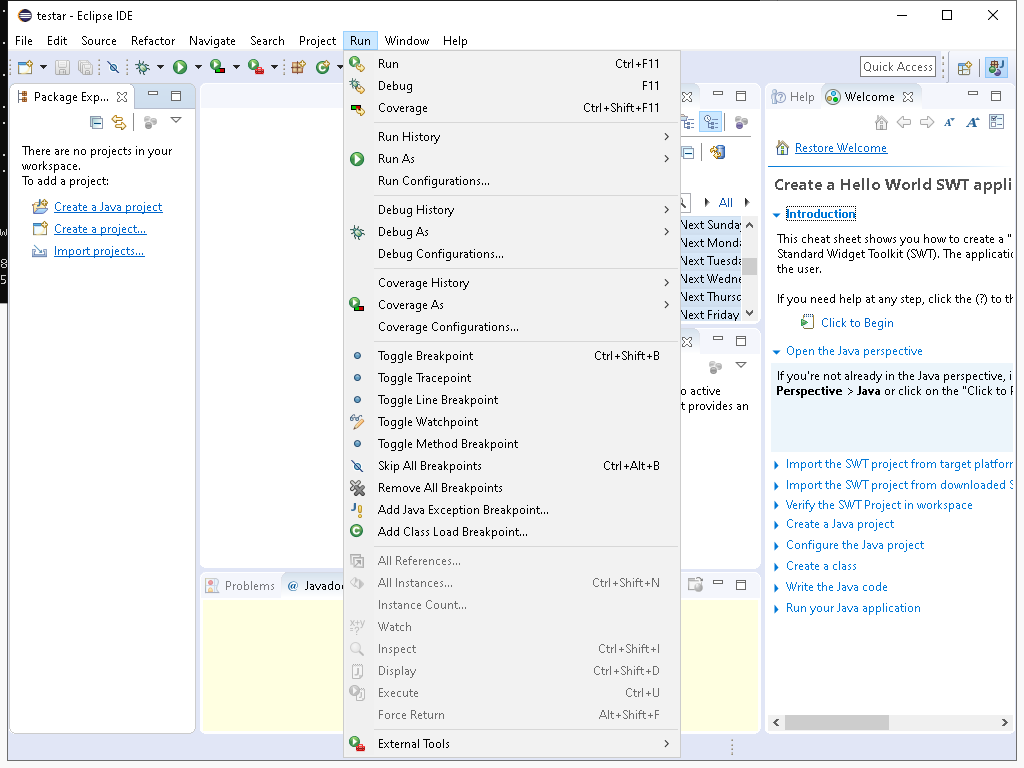 testar - Eclipse IDE
File Edit Source Refactor Navigate Search Project Run Window Help
Quick Access
Package Exp...
There are no projects in your
workspace.
To add a project:
Create a Java project
Create a project...
Import projects...
Run Ctrl+F11
Debug F11
Coverage Ctrl+Shift+F11
Run History
Run As
Run Configurations...
Debug History
Debug As
Debug Configurations...
Coverage History
Coverage As
Coverage Configurations...
Toggle Breakpoint Ctrl+Shift+B
Toggle Tracepoint
Toggle Line Breakpoint
Toggle Watchpoint
Toggle Method Breakpoint
Skip All Breakpoints Ctrl+Alt+B
Remove All Breakpoints
Add Java Exception Breakpoint...
Add Class Load Breakpoint...
All References...
All Instances... Ctrl+Shift+N
Instance Count...
Watch
Inspect Ctrl+Shift+I
Display Ctrl+Shift+D
Execute Ctrl+U
Force Return Alt+Shift+F
External Tools
All
Next Sunday
Next Monda
Next Tuesda
Next Wedne
Next Thursd
Next Friday
o active
t provides an
Problems @ Javadoc
Help Welcome
Restore Welcome
Create a Hello World SWT appli
Introduction
This cheat sheet shows you how to create a "
Standard Widget Toolkit (SWT). The applicati
the user.
If you need help at any step, click the (?) to th
Click to Begin
Open the Java perspective
If you're not already in the Java perspective, i
Perspective > Java or click on the "Click to P
Import the SWT project from target platform
Import the SWT project from downloaded S
Verify the SWT Project in workspace
Create a Java project
Configure the Java project
Create a class
Write the Java code
Run your Java application